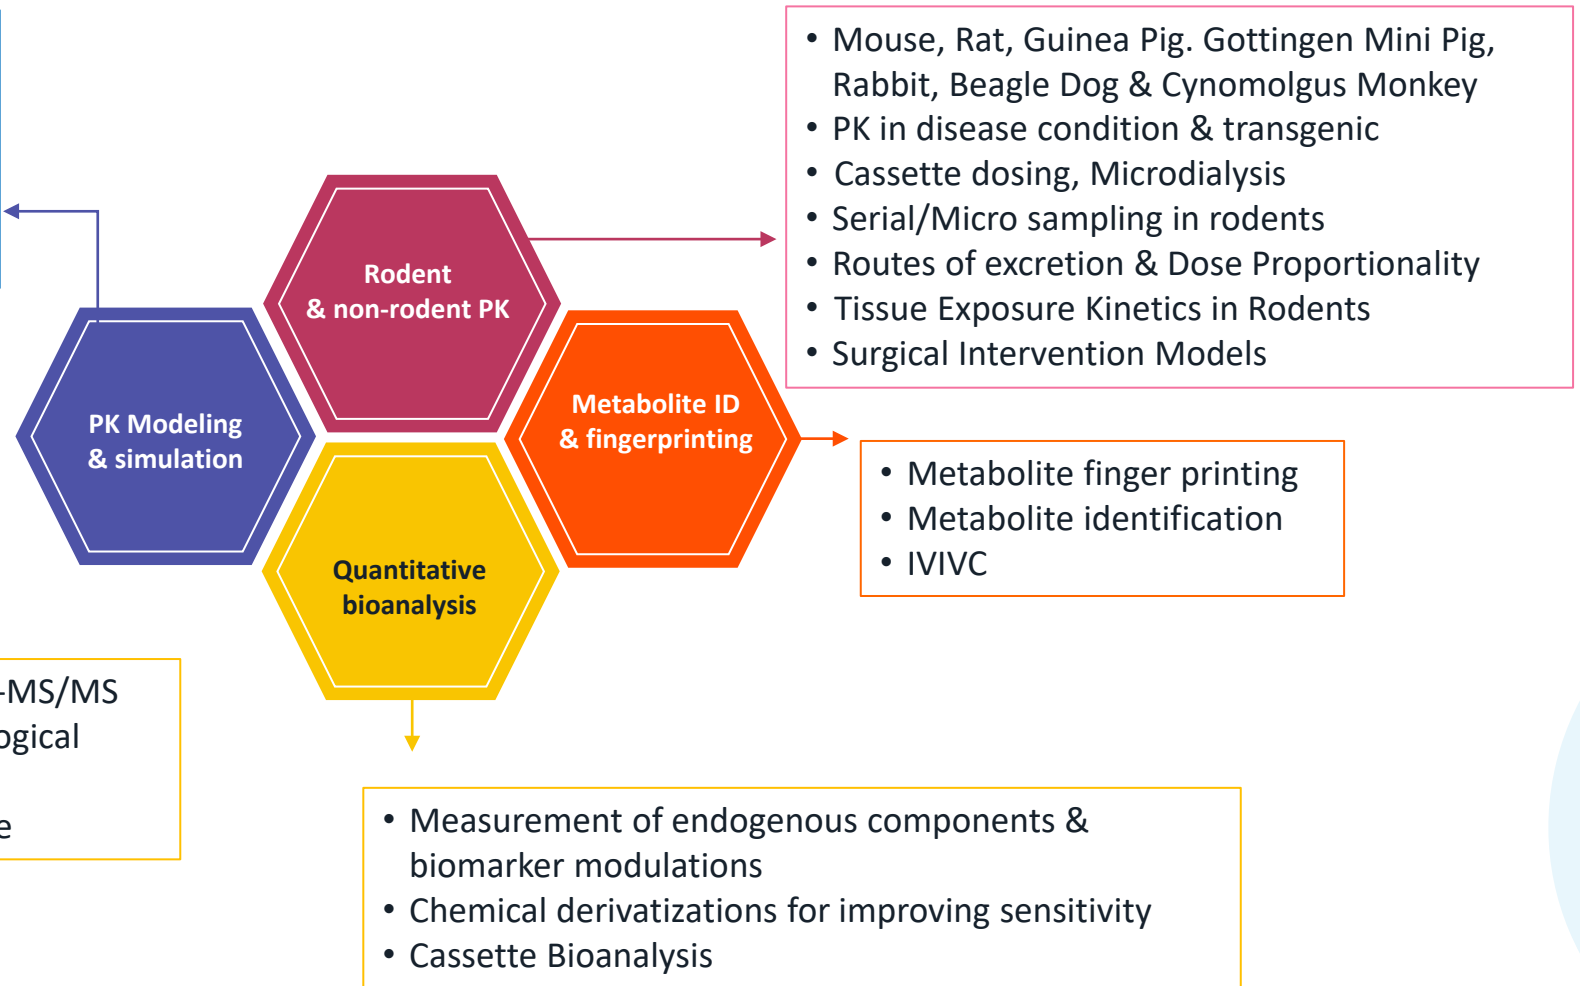 • Mouse, Rat, Guinea Pig. Gottingen Mini Pig,
Rabbit, Beagle Dog & Cynomolgus Monkey
• PK in disease condition & transgenic
• Cassette dosing, Microdialysis
• Serial/Micro sampling in rodents
• Routes of excretion & Dose Proportionality
• Tissue Exposure Kinetics in Rodents
• Surgical Intervention Models
Rodent
& non-rodent PK
PK Modeling
& simulation
Metabolite ID
& fingerprinting
• Metabolite finger printing
• Metabolite identification
• IVIVC
Quantitative
bioanalysis
-MS/MS
ogical
e
• Measurement of endogenous components &
biomarker modulations
• Chemical derivatizations for improving sensitivity
• Cassette Bioanalysis